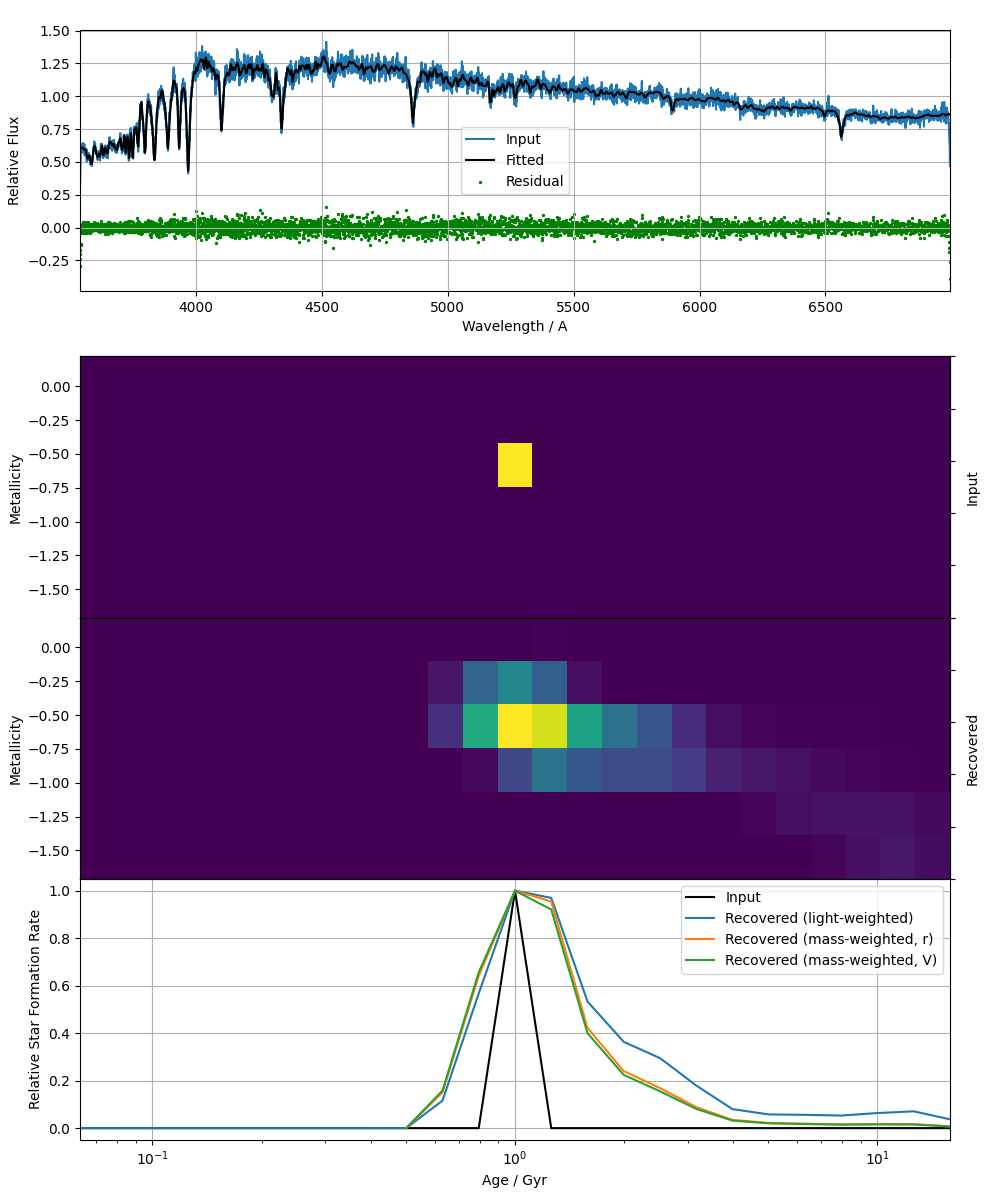 1.50
1.25
1.00
0.75
0.50
0.25
0.00
−0.25
Relative Flux
Input
Fitted
Residual
4000
4500
5000
5500
6000
6500
Wavelength / A
0.00
−0.25
−0.50
−0.75
−1.00
−1.25
−1.50
Metallicity
Input
0.00
−0.25
−0.50
−0.75
−1.00
−1.25
−1.50
Metallicity
Recovered
1.0
0.8
0.6
0.4
0.2
0.0
Relative Star Formation Rate
Input
Recovered (light-weighted)
Recovered (mass-weighted, r)
Recovered (mass-weighted, V)
10⁻¹
10⁰
10¹
Age / Gyr